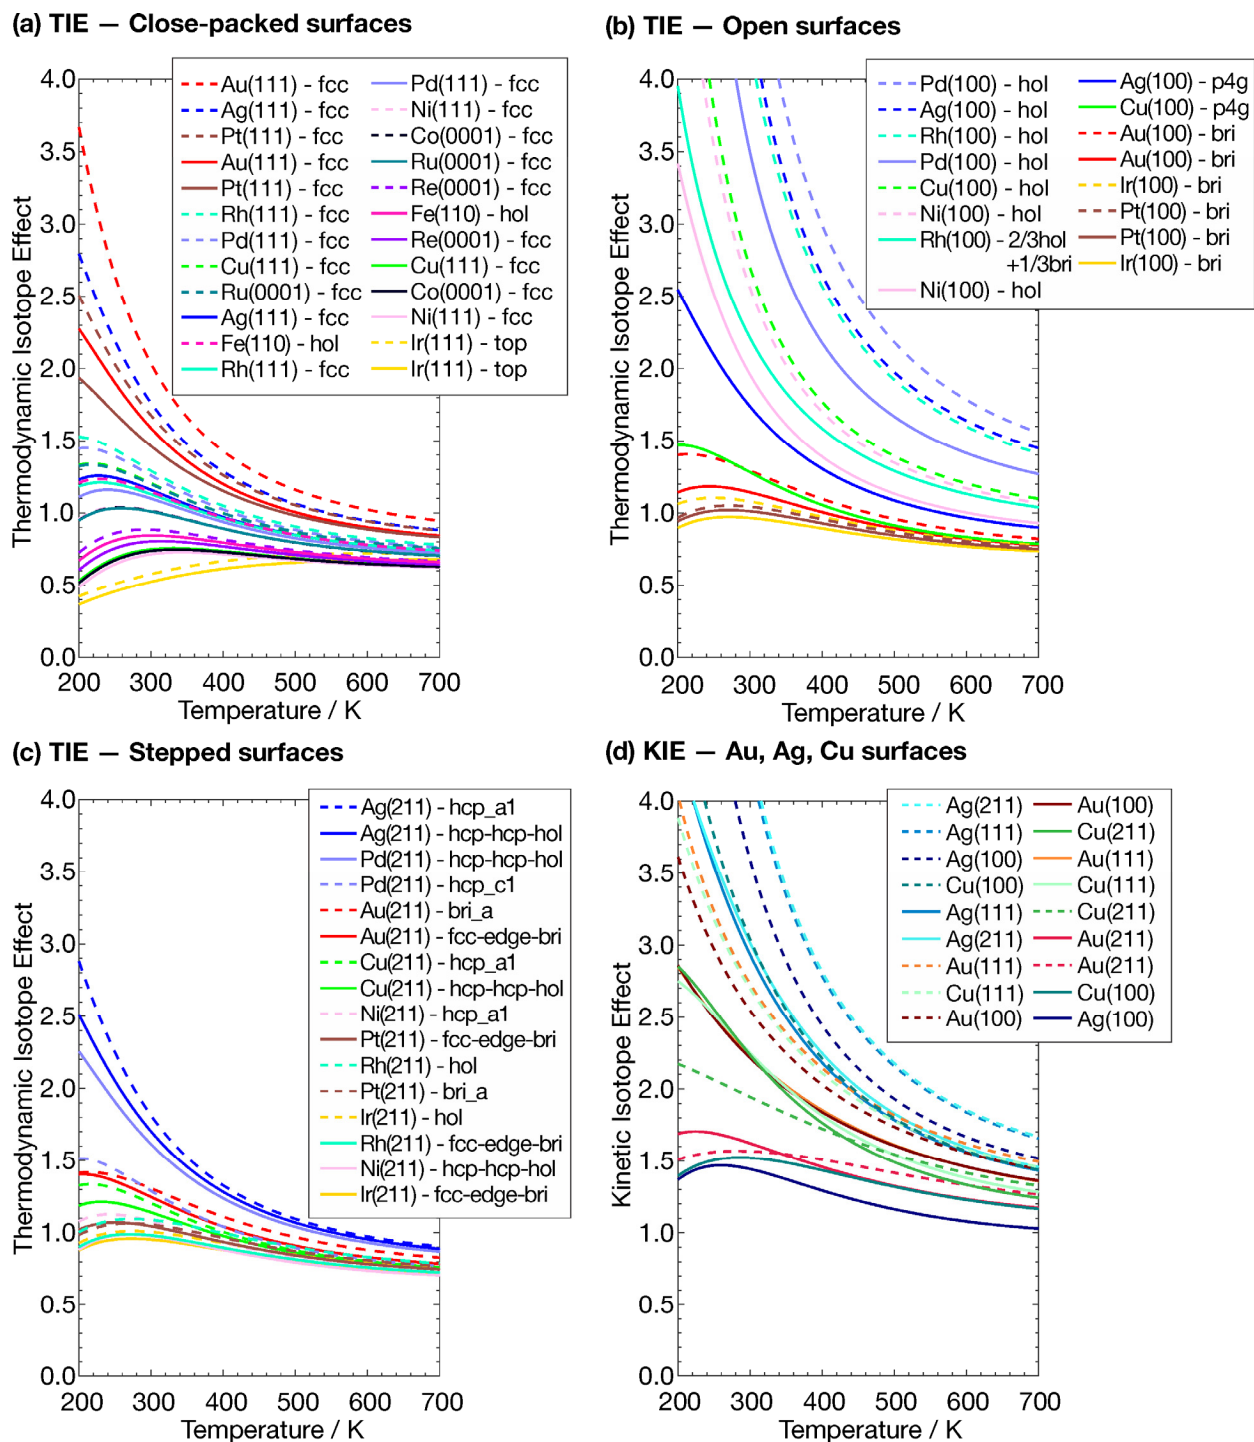 (a) TIE — Close-packed surfaces
Thermodynamic Isotope Effect
4.0
3.5
3.0
2.5
2.0
1.5
1.0
0.5
0.0
200 300 400 500 600 700
Temperature / K
Au(111) - fcc
Ag(111) - fcc
Pt(111) - fcc
Au(111) - fcc
Pt(111) - fcc
Rh(111) - fcc
Pd(111) - fcc
Cu(111) - fcc
Ru(0001) - fcc
Ag(111) - fcc
Fe(110) - hol
Rh(111) - fcc
Pd(111) - fcc
Ni(111) - fcc
Co(0001) - fcc
Ru(0001) - fcc
Re(0001) - fcc
Fe(110) - hol
Re(0001) - fcc
Cu(111) - fcc
Co(0001) - fcc
Ni(111) - fcc
Ir(111) - top
Ir(111) - top
(b) TIE — Open surfaces
Thermodynamic Isotope Effect
4.0
3.5
3.0
2.5
2.0
1.5
1.0
0.5
0.0
200 300 400 500 600 700
Temperature / K
Pd(100) - hol
Ag(100) - hol
Rh(100) - hol
Pd(100) - hol
Cu(100) - hol
Ni(100) - hol
Rh(100) - 2/3hol
+1/3bri
Ni(100) - hol
Ag(100) - p4g
Cu(100) - p4g
Au(100) - bri
Au(100) - bri
Ir(100) - bri
Pt(100) - bri
Pt(100) - bri
Ir(100) - bri
(c) TIE — Stepped surfaces
Thermodynamic Isotope Effect
4.0
3.5
3.0
2.5
2.0
1.5
1.0
0.5
0.0
200 300 400 500 600 700
Temperature / K
Ag(211) - hcp_a1
Ag(211) - hcp-hcp-hol
Pd(211) - hcp-hcp-hol
Pd(211) - hcp_c1
Au(211) - bri_a
Au(211) - fcc-edge-bri
Cu(211) - hcp_a1
Cu(211) - hcp-hcp-hol
Ni(211) - hcp_a1
Pt(211) - fcc-edge-bri
Rh(211) - hol
Pt(211) - bri_a
Ir(211) - hol
Rh(211) - fcc-edge-bri
Ni(211) - hcp-hcp-hol
Ir(211) - fcc-edge-bri
(d) KIE — Au, Ag, Cu surfaces
Kinetic Isotope Effect
4.0
3.5
3.0
2.5
2.0
1.5
1.0
0.5
0.0
200 300 400 500 600 700
Temperature / K
Ag(211)
Ag(111)
Ag(100)
Cu(100)
Ag(111)
Ag(211)
Au(111)
Cu(111)
Au(100)
Au(100)
Cu(211)
Au(111)
Cu(111)
Cu(211)
Au(211)
Au(211)
Cu(100)
Ag(100)